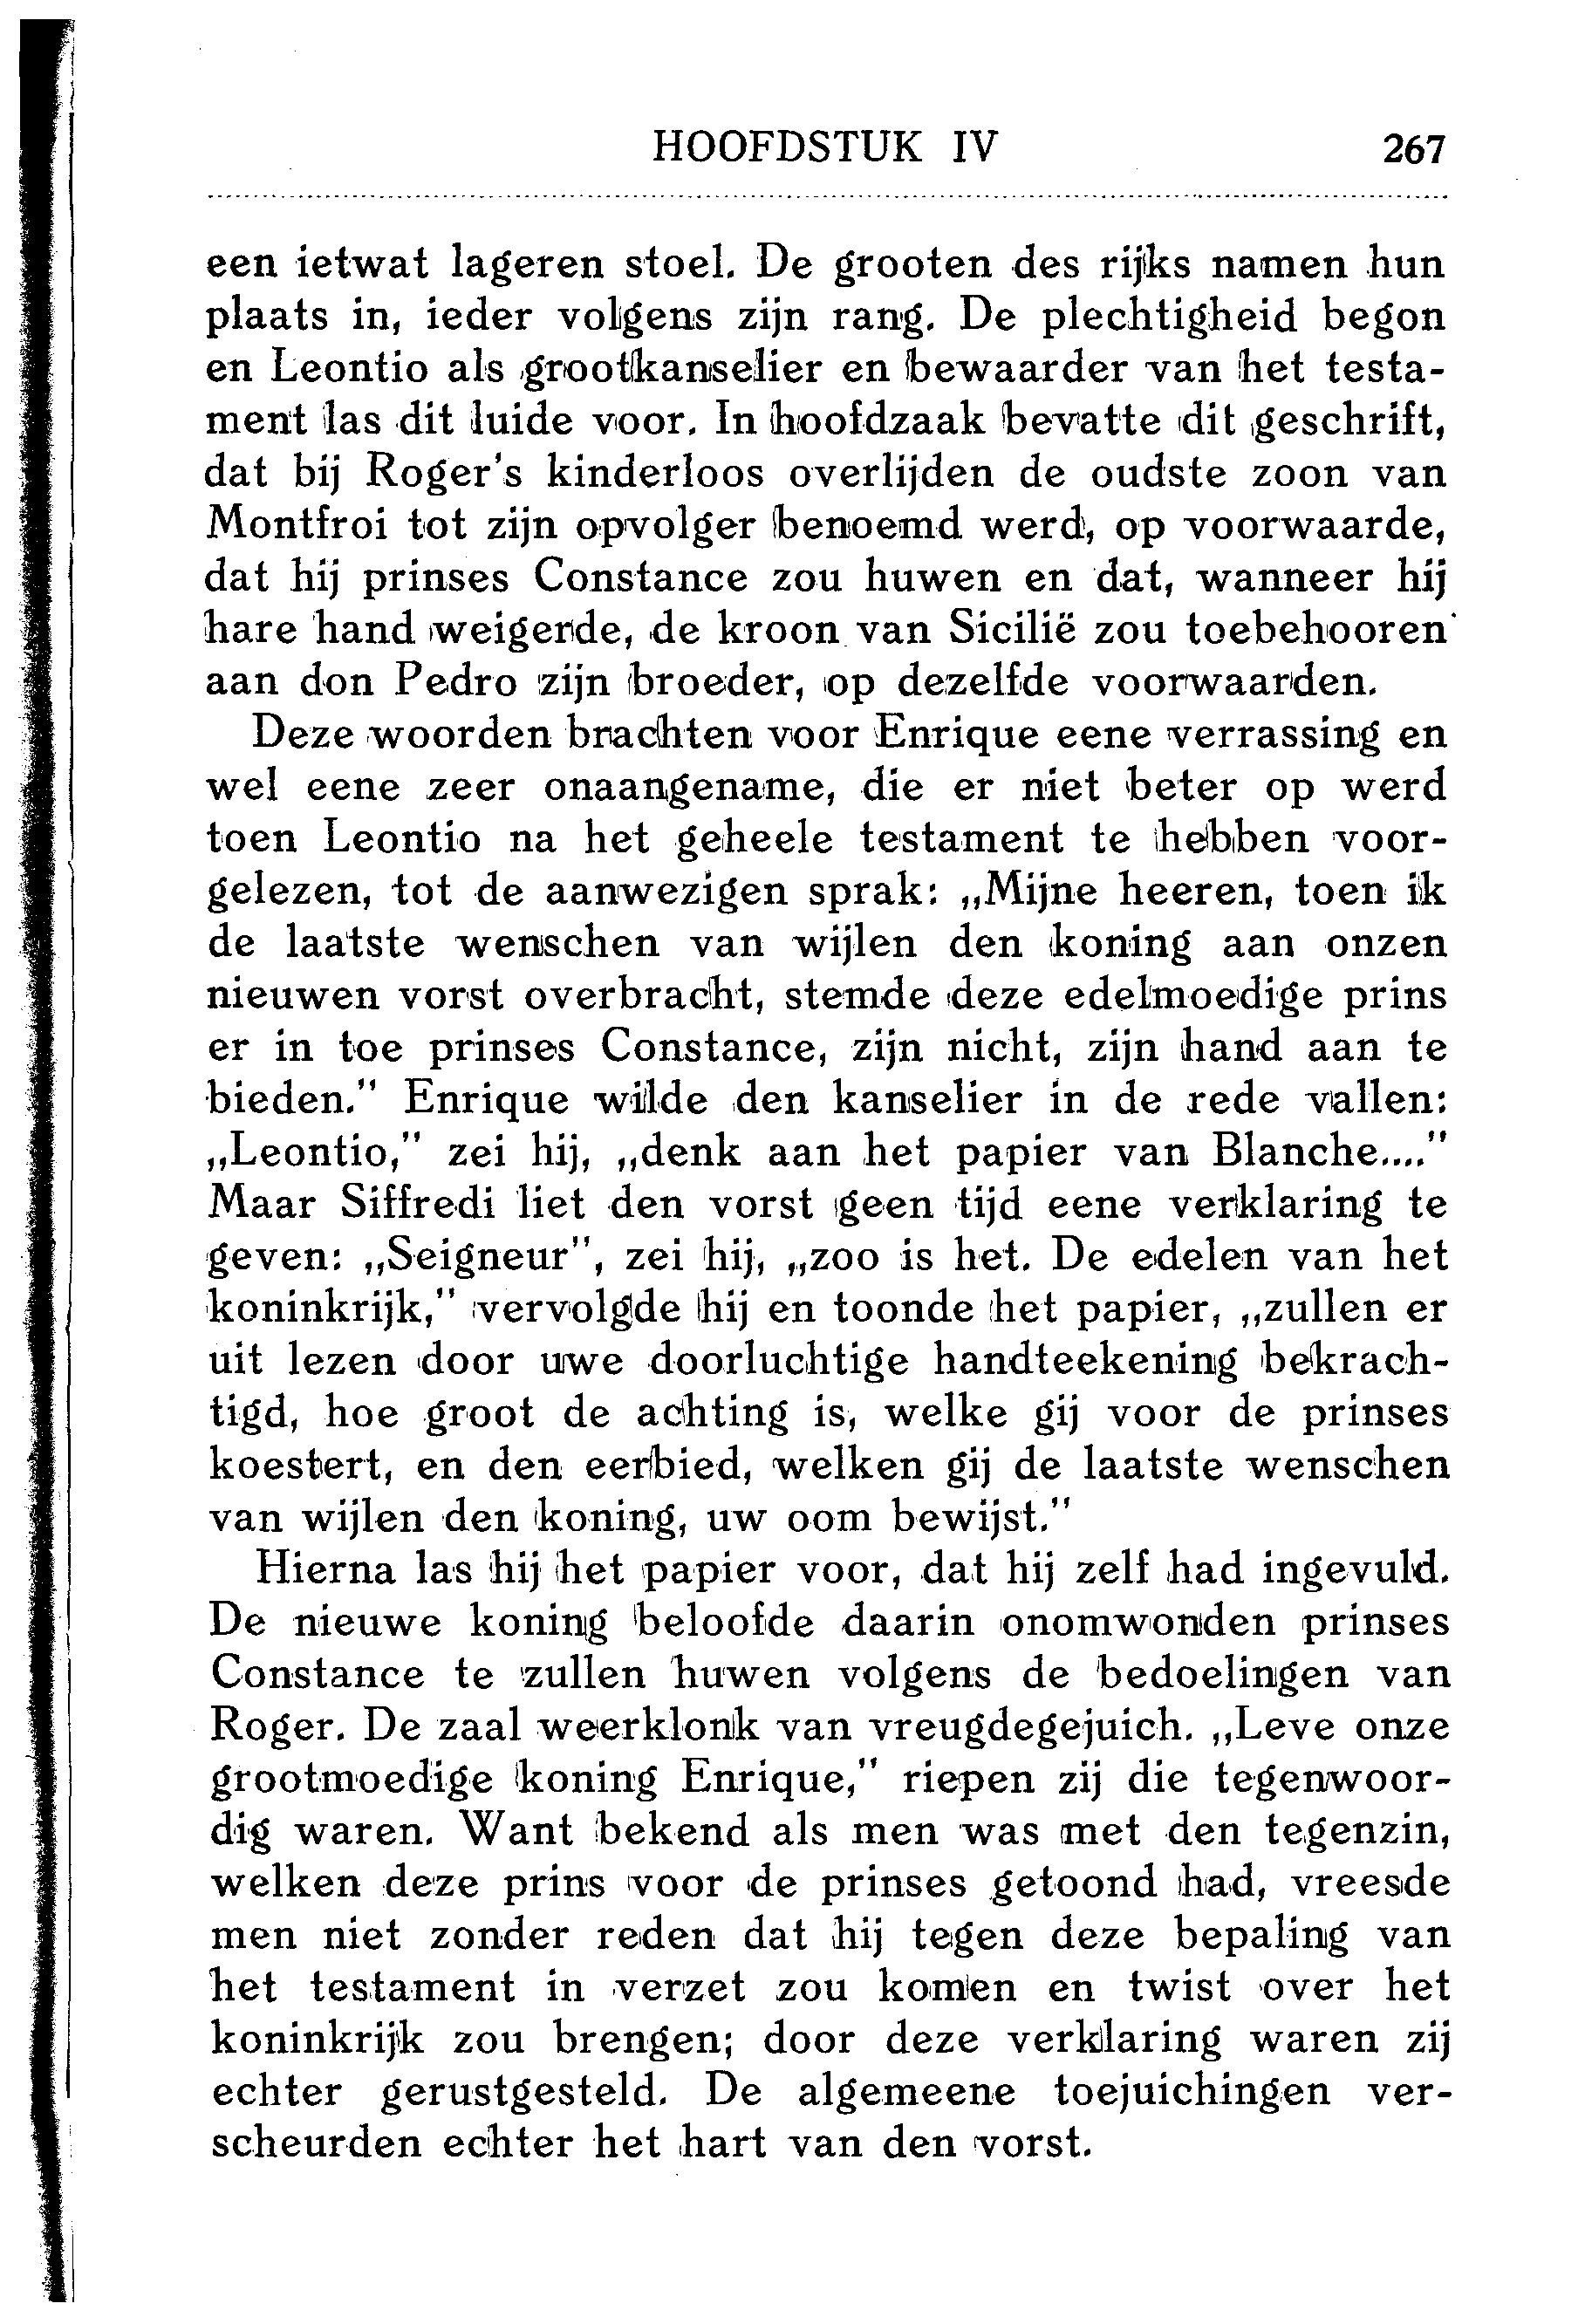 HOOFDSTUK IV 267
een ietwat lageren stoel. De grooten des rijks namen hun
plaats in, ieder volgens zijn rang. De plechtigheid begon
en Leontio als grootkanselier en bewaarder van het testa-
ment las dit luide voor. In hoofdzaak bevatte dit geschrift,
dat bij Roger's kinderloos overlijden de oudste zoon van
Montfroi tot zijn opvolger benoemd werd, op voorwaarde,
dat hij prinses Constance zou huwen en dat, wanneer hij
hare hand weigerde, de kroon van Sicilië zou toebehooren
aan don Pedro zijn broeder, op dezelfde voorwaarden.
Deze woorden brachten voor Enrique eene verrassing en
wel eene zeer onaangename, die er niet beter op werd
toen Leontio na het geheele testament te hebben voor-
gelezen, tot de aanwezigen sprak: „Mijne heeren, toen ik
de laatste wenschen van wijlen den koning aan onzen
nieuwen vorst overbracht, stemde deze edelmoedige prins
er in toe prinses Constance, zijn nicht, zijn hand aan te
bieden." Enrique wilde den kanselier in de rede vallen:
„Leontio," zei hij, „denk aan het papier van Blanche...."
Maar Siffredi liet den vorst geen tijd eene verklaring te
geven: „Seigneur", zei hij, „zoo is het. De edelen van het
koninkrijk," vervolgde hij en toonde het papier, „zullen er
uit lezen door uwe doorluchtige handteekening bekrach-
tigd, hoe groot de achting is, welke gij voor de prinses
koestert, en den eerbied, welken gij de laatste wenschen
van wijlen den koning, uw oom bewijst."
Hierna las hij het papier voor, dat hij zelf had ingevuld.
De nieuwe koning beloofde daarin onomwonden prinses
Constance te zullen huwen volgens de bedoelingen van
Roger. De zaal weerklonk van vreugdegejuich. „Leve onze
grootmoedige koning Enrique," riepen zij die tegenwoor-
dig waren. Want bekend als men was met den tegenzin,
welken deze prins voor de prinses getoond had, vreesde
men niet zonder reden dat hij tegen deze bepaling van
het testament in verzet zou komen en twist over het
koninkrijk zou brengen; door deze verklaring waren zij
echter gerustgesteld. De algemeene toejuichingen ver-
scheurden echter het hart van den vorst.